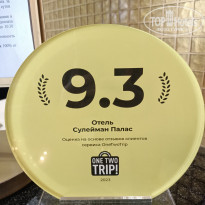 9.3
Отель
Сулейман Палас
Оценка на основе отзывов клиентов
сервиса OneTwoTrip
ONE TWO
TRIP!
2023